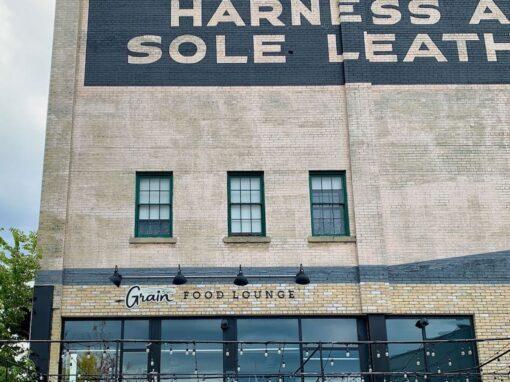 HARNESS A
SOLE LEATH
Grain FOOD LOUNGE